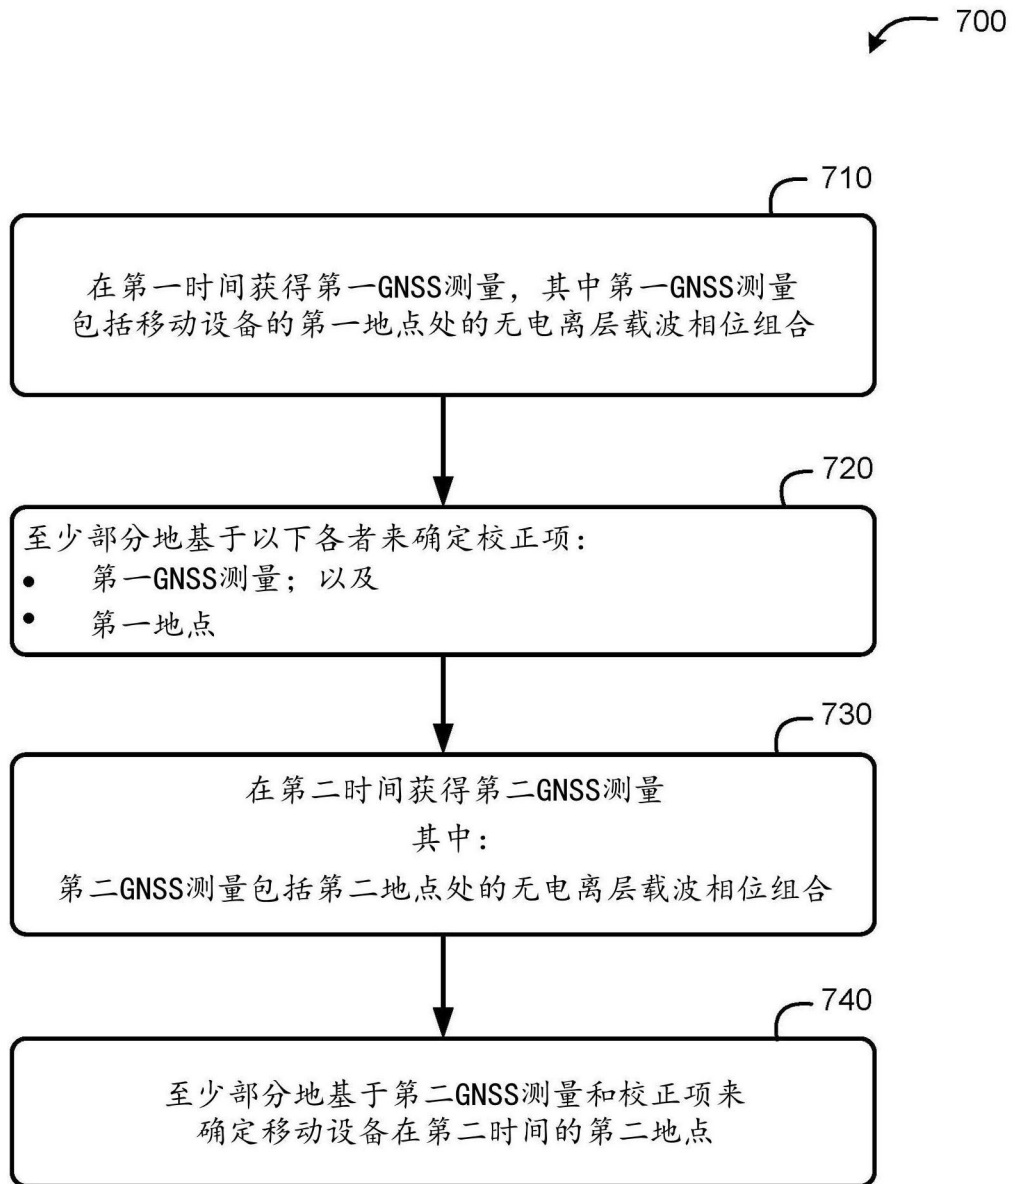 700
710
在第一时间获得第一GNSS测量，其中第一GNSS测量
包括移动设备的第一地点处的无电离层载波相位组合
720
至少部分地基于以下各者来确定校正项：
• 第一GNSS测量；以及
• 第一地点
730
在第二时间获得第二GNSS测量
其中：
第二GNSS测量包括第二地点处的无电离层载波相位组合
740
至少部分地基于第二GNSS测量和校正项来
确定移动设备在第二时间的第二地点